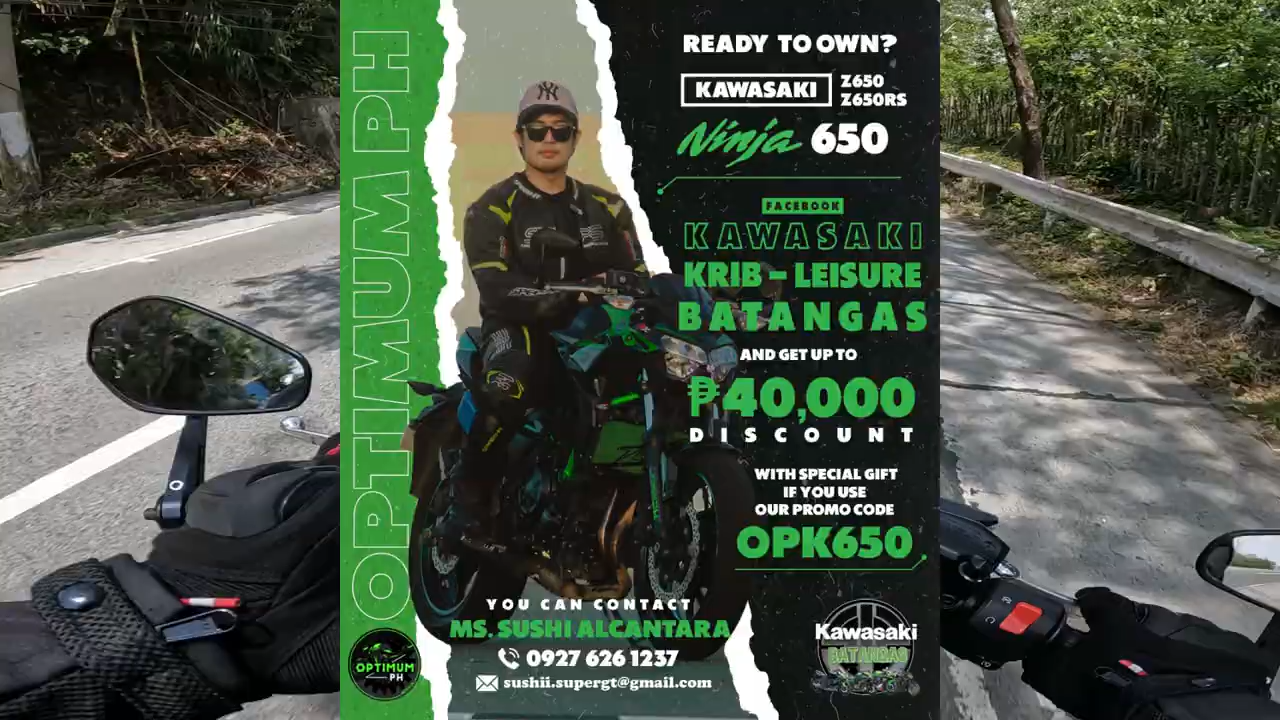 OPTIMUM PH
READY TO OWN?
KAWASAKI
Z650
Z650RS
Ninja 650
FACEBOOK
KAWASAKI
KRIB – LEISURE
BATANGAS
AND GET UP TO
₱40,000
DISCOUNT
WITH SPECIAL GIFT
IF YOU USE
OUR PROMO CODE
OPK650
YOU CAN CONTACT
MS. SUSHI ALCANTARA
0927 626 1237
sushii.supergt@gmail.com
OPTIMUM
PH
Kawasaki
BATANGAS